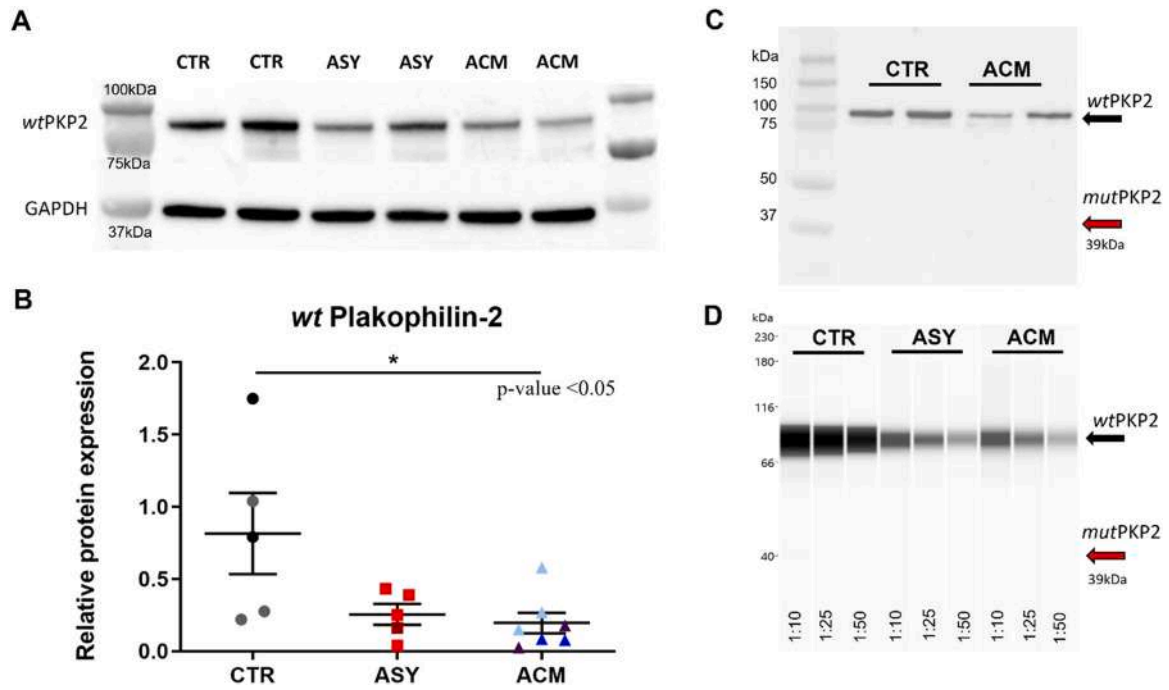 A
CTR CTR ASY ASY ACM ACM
100kDa
wtPKP2
75kDa
GAPDH
37kDa
B
wt Plakophilin-2
*
p-value <0.05
Relative protein expression
2.0
1.5
1.0
0.5
0.0
CTR ASY ACM
C
kDa
CTR ACM
150
100
75
50
37
wtPKP2
mutPKP2
39kDa
D
kDa
CTR ASY ACM
230
180
116
66
40
wtPKP2
mutPKP2
39kDa
1:10 1:25 1:50 1:10 1:25 1:50 1:10 1:25 1:50